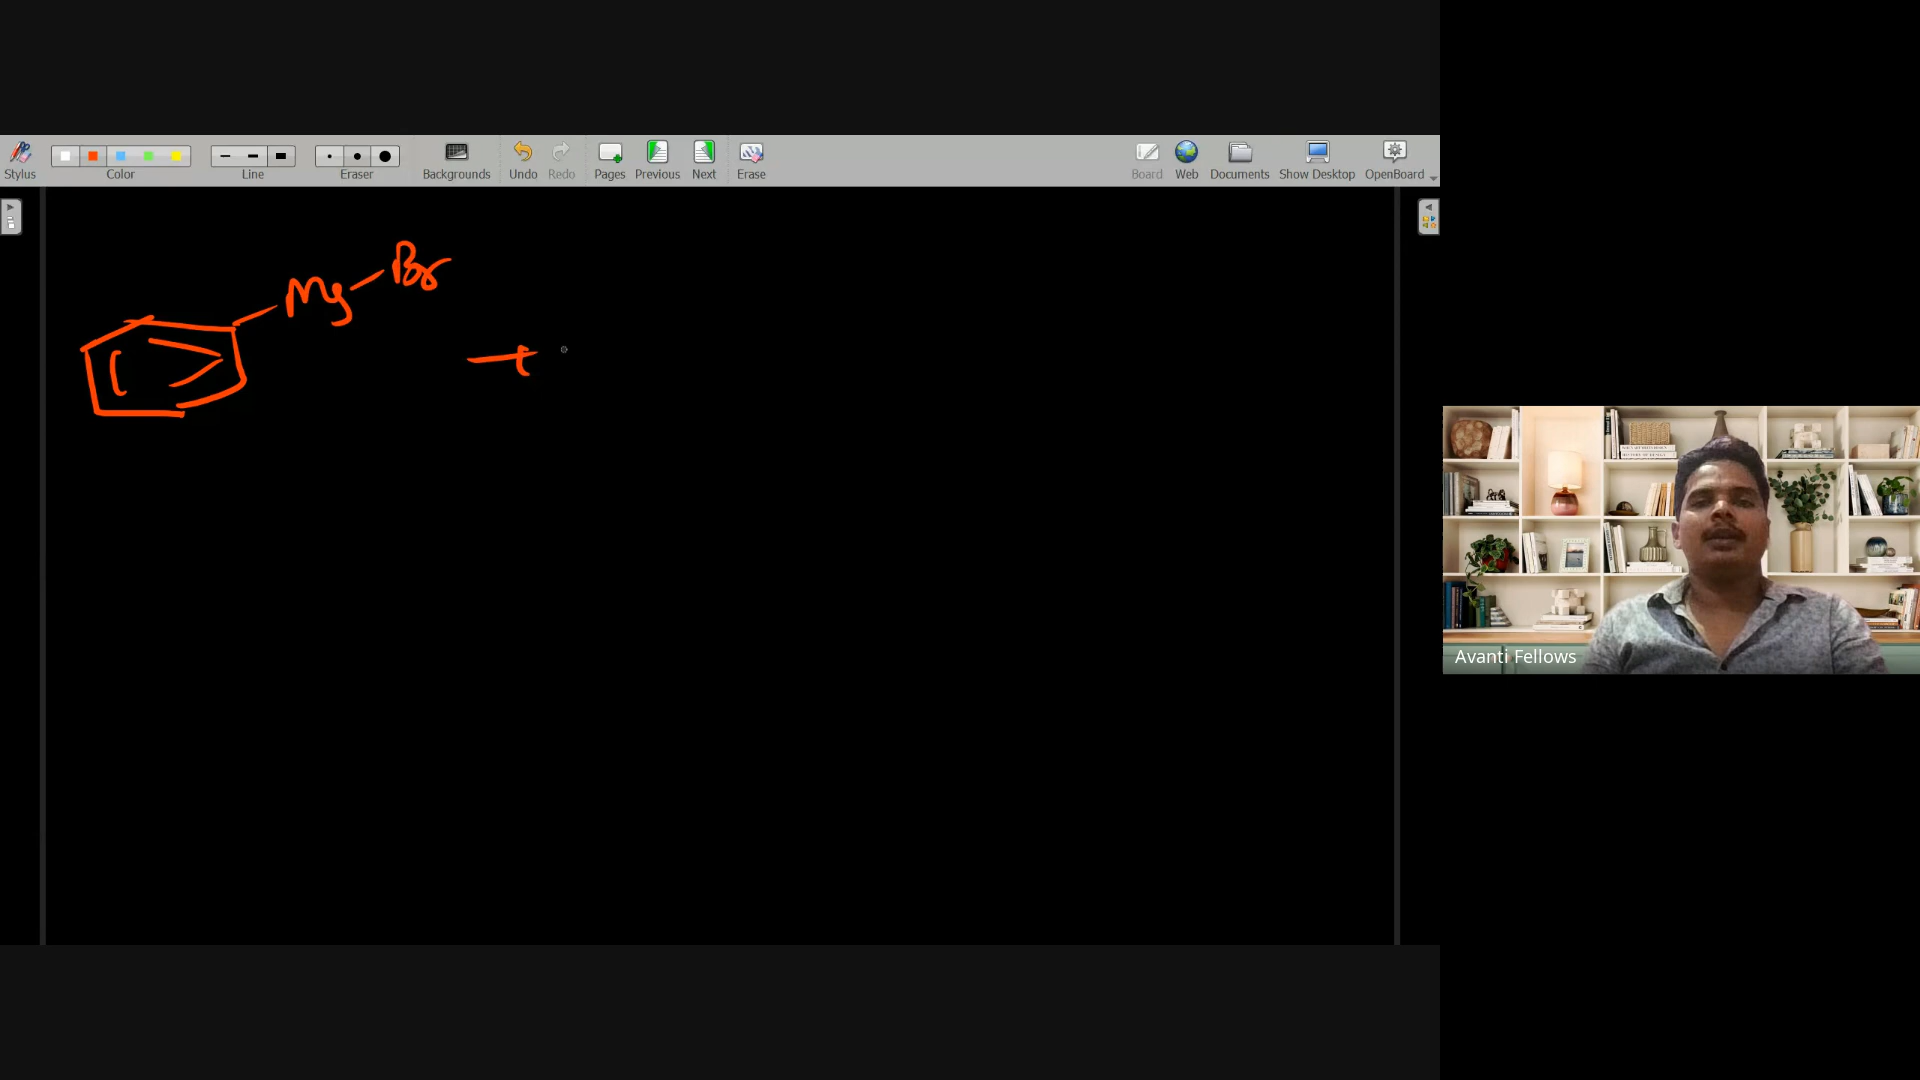 Stylus
Color
Line
Eraser
Backgrounds
Undo
Redo
Pages
Previous
Next
Erase
Board
Web
Documents
Show Desktop
OpenBoard
Mg-Br
+
Avanti Fellows